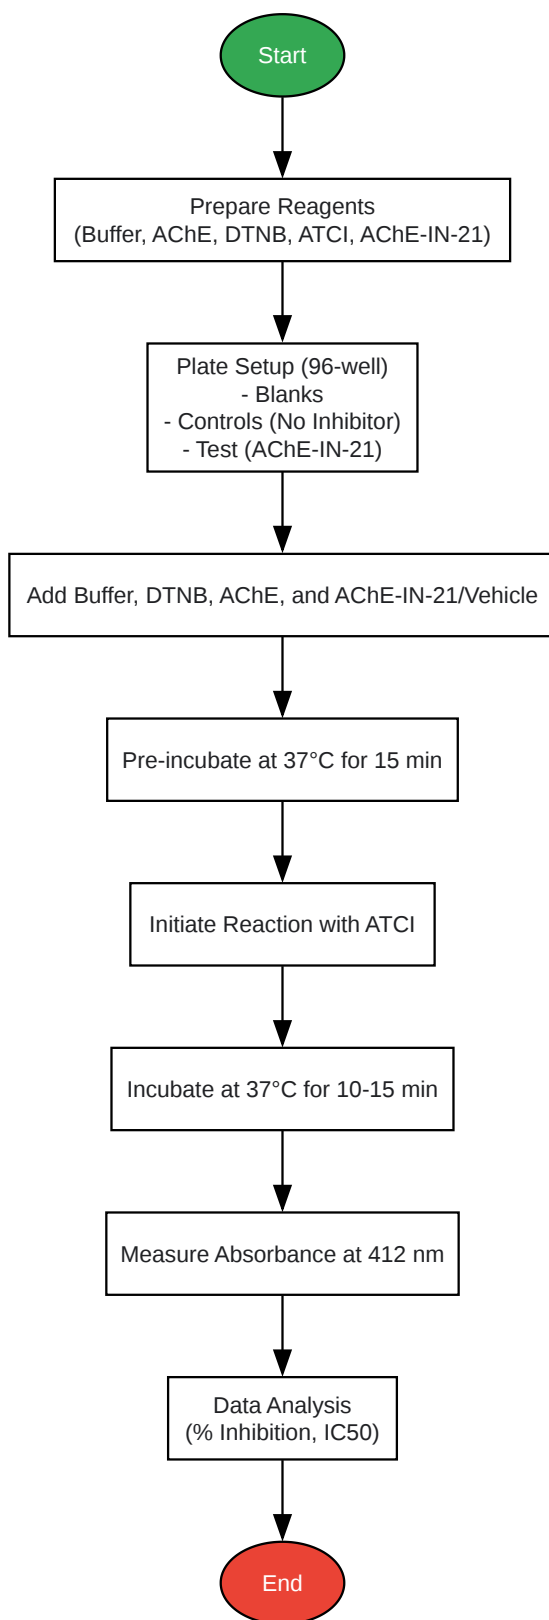 Start
Prepare Reagents
(Buffer, AChE, DTNB, ATCI, AChE-IN-21)
Plate Setup (96-well)
- Blanks
- Controls (No Inhibitor)
- Test (AChE-IN-21)
Add Buffer, DTNB, AChE, and AChE-IN-21/Vehicle
Pre-incubate at 37°C for 15 min
Initiate Reaction with ATCI
Incubate at 37°C for 10-15 min
Measure Absorbance at 412 nm
Data Analysis
(% Inhibition, IC50)
End